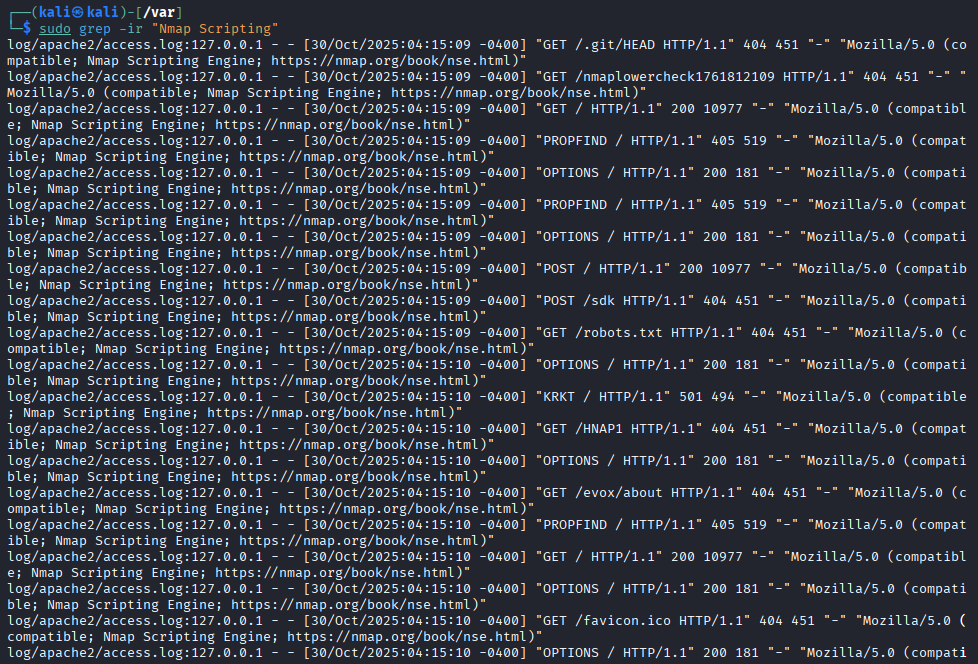 ┌──(kali㉿kali)-[/var]
└─$ sudo grep -ir "Nmap Scripting"
log/apache2/access.log:127.0.0.1 - - [30/Oct/2025:04:15:09 -0400] "GET /.git/HEAD HTTP/1.1" 404 451 "-" "Mozilla/5.0 (co
mpatible; Nmap Scripting Engine; https://nmap.org/book/nse.html)"
log/apache2/access.log:127.0.0.1 - - [30/Oct/2025:04:15:09 -0400] "GET /nmaplowercheck1761812109 HTTP/1.1" 404 451 "-" "
Mozilla/5.0 (compatible; Nmap Scripting Engine; https://nmap.org/book/nse.html)"
log/apache2/access.log:127.0.0.1 - - [30/Oct/2025:04:15:09 -0400] "GET / HTTP/1.1" 200 10977 "-" "Mozilla/5.0 (compatibl
e; Nmap Scripting Engine; https://nmap.org/book/nse.html)"
log/apache2/access.log:127.0.0.1 - - [30/Oct/2025:04:15:09 -0400] "PROPFIND / HTTP/1.1" 405 519 "-" "Mozilla/5.0 (compat
ible; Nmap Scripting Engine; https://nmap.org/book/nse.html)"
log/apache2/access.log:127.0.0.1 - - [30/Oct/2025:04:15:09 -0400] "OPTIONS / HTTP/1.1" 200 181 "-" "Mozilla/5.0 (compati
ble; Nmap Scripting Engine; https://nmap.org/book/nse.html)"
log/apache2/access.log:127.0.0.1 - - [30/Oct/2025:04:15:09 -0400] "PROPFIND / HTTP/1.1" 405 519 "-" "Mozilla/5.0 (compat
ible; Nmap Scripting Engine; https://nmap.org/book/nse.html)"
log/apache2/access.log:127.0.0.1 - - [30/Oct/2025:04:15:09 -0400] "OPTIONS / HTTP/1.1" 200 181 "-" "Mozilla/5.0 (compati
ble; Nmap Scripting Engine; https://nmap.org/book/nse.html)"
log/apache2/access.log:127.0.0.1 - - [30/Oct/2025:04:15:09 -0400] "POST / HTTP/1.1" 200 10977 "-" "Mozilla/5.0 (compatib
le; Nmap Scripting Engine; https://nmap.org/book/nse.html)"
log/apache2/access.log:127.0.0.1 - - [30/Oct/2025:04:15:09 -0400] "POST /sdk HTTP/1.1" 404 451 "-" "Mozilla/5.0 (compati
ble; Nmap Scripting Engine; https://nmap.org/book/nse.html)"
log/apache2/access.log:127.0.0.1 - - [30/Oct/2025:04:15:09 -0400] "GET /robots.txt HTTP/1.1" 404 451 "-" "Mozilla/5.0 (c
ompatible; Nmap Scripting Engine; https://nmap.org/book/nse.html)"
log/apache2/access.log:127.0.0.1 - - [30/Oct/2025:04:15:10 -0400] "OPTIONS / HTTP/1.1" 200 181 "-" "Mozilla/5.0 (compati
ble; Nmap Scripting Engine; https://nmap.org/book/nse.html)"
log/apache2/access.log:127.0.0.1 - - [30/Oct/2025:04:15:10 -0400] "KRKT / HTTP/1.1" 501 494 "-" "Mozilla/5.0 (compatible
; Nmap Scripting Engine; https://nmap.org/book/nse.html)"
log/apache2/access.log:127.0.0.1 - - [30/Oct/2025:04:15:10 -0400] "GET /HNAP1 HTTP/1.1" 404 451 "-" "Mozilla/5.0 (compat
ible; Nmap Scripting Engine; https://nmap.org/book/nse.html)"
log/apache2/access.log:127.0.0.1 - - [30/Oct/2025:04:15:10 -0400] "OPTIONS / HTTP/1.1" 200 181 "-" "Mozilla/5.0 (compati
ble; Nmap Scripting Engine; https://nmap.org/book/nse.html)"
log/apache2/access.log:127.0.0.1 - - [30/Oct/2025:04:15:10 -0400] "GET /evox/about HTTP/1.1" 404 451 "-" "Mozilla/5.0 (c
ompatible; Nmap Scripting Engine; https://nmap.org/book/nse.html)"
log/apache2/access.log:127.0.0.1 - - [30/Oct/2025:04:15:10 -0400] "PROPFIND / HTTP/1.1" 405 519 "-" "Mozilla/5.0 (compat
ible; Nmap Scripting Engine; https://nmap.org/book/nse.html)"
log/apache2/access.log:127.0.0.1 - - [30/Oct/2025:04:15:10 -0400] "GET / HTTP/1.1" 200 10977 "-" "Mozilla/5.0 (compatibl
e; Nmap Scripting Engine; https://nmap.org/book/nse.html)"
log/apache2/access.log:127.0.0.1 - - [30/Oct/2025:04:15:10 -0400] "OPTIONS / HTTP/1.1" 200 181 "-" "Mozilla/5.0 (compati
ble; Nmap Scripting Engine; https://nmap.org/book/nse.html)"
log/apache2/access.log:127.0.0.1 - - [30/Oct/2025:04:15:10 -0400] "GET /favicon.ico HTTP/1.1" 404 451 "-" "Mozilla/5.0 (
compatible; Nmap Scripting Engine; https://nmap.org/book/nse.html)"
log/apache2/access.log:127.0.0.1 - - [30/Oct/2025:04:15:10 -0400] "OPTIONS / HTTP/1.1" 200 181 "-" "Mozilla/5.0 (compati